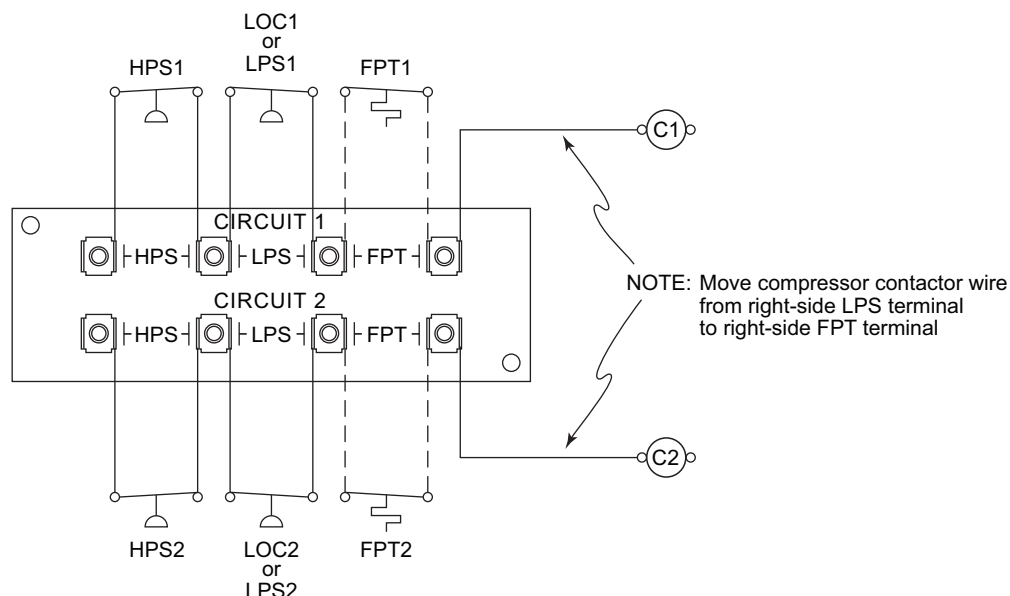 LOC1
or
LPS1
HPS1
FPT1
C1
CIRCUIT 1
HPS
LPS
FPT
NOTE: Move compressor contactor wire
from right-side LPS terminal
to right-side FPT terminal
CIRCUIT 2
HPS
LPS
FPT
C2
HPS2
LOC2
or
LPS2
FPT2